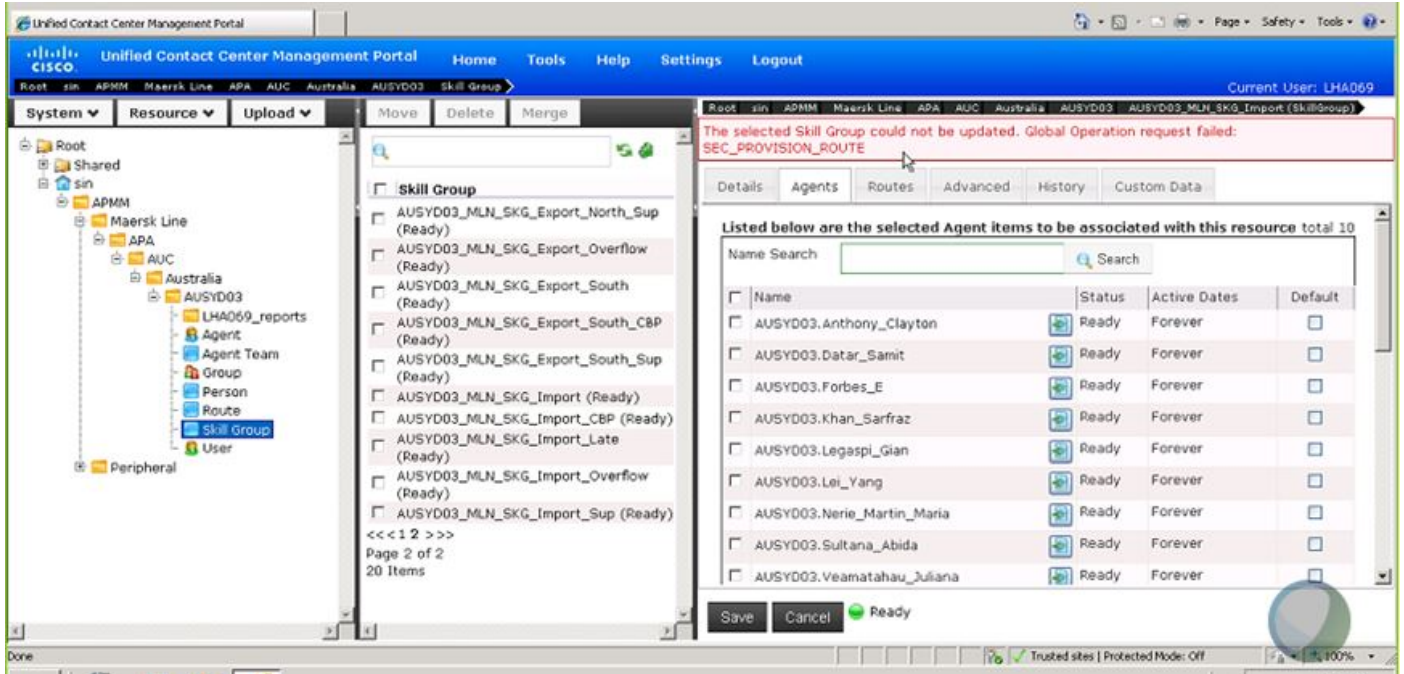 Unified Contact Center Management Portal
Page Safety Tools
cisco Unified Contact Center Management Portal Home Tools Help Settings Logout
Root sin APMM Maersk Line APA AUC Australia AUSYD03 Skill Group
Current User: LHA069
System Resource Upload
Root
Shared
sin
APMM
Maersk Line
APA
AUC
Australia
AUSYD03
LHA069_reports
Agent
Agent Team
Group
Person
Route
Skill Group
User
Peripheral
Move Delete Merge
Skill Group
AUSYD03_MLN_SKG_Export_North_Sup
(Ready)
AUSYD03_MLN_SKG_Export_Overflow
(Ready)
AUSYD03_MLN_SKG_Export_South
(Ready)
AUSYD03_MLN_SKG_Export_South_CBP
(Ready)
AUSYD03_MLN_SKG_Export_South_Sup
(Ready)
AUSYD03_MLN_SKG_Import (Ready)
AUSYD03_MLN_SKG_Import_CBP (Ready)
AUSYD03_MLN_SKG_Import_Late
(Ready)
AUSYD03_MLN_SKG_Import_Overflow
(Ready)
AUSYD03_MLN_SKG_Import_Sup (Ready)
<<< 1 2 >>>
Page 2 of 2
20 Items
Root sin APMM Maersk Line APA AUC Australia AUSYD03 AUSYD03_MLN_SKG_Import (SkillGroup)
The selected Skill Group could not be updated. Global Operation request failed:
SEC_PROVISION_ROUTE
Details Agents Routes Advanced History Custom Data
Listed below are the selected Agent items to be associated with this resource total 10
Name Search Search
Name Status Active Dates Default
AUSYD03.Anthony_Clayton Ready Forever
AUSYD03.Datar_Samit Ready Forever
AUSYD03.Forbes_E Ready Forever
AUSYD03.Khan_Sarfraz Ready Forever
AUSYD03.Legaspi_Gian Ready Forever
AUSYD03.Lei_Yang Ready Forever
AUSYD03.Nerie_Martin_Maria Ready Forever
AUSYD03.Sultana_Abida Ready Forever
AUSYD03.Veamatahau_Juliana Ready Forever
Save Cancel Ready
Done
Trusted sites | Protected Mode: Off
100%